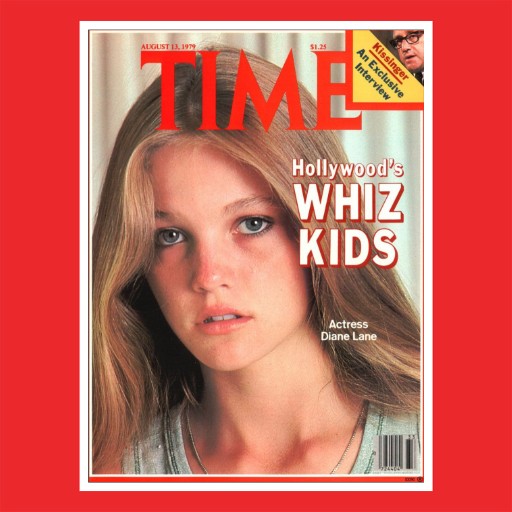 AUGUST 13, 1979
$1.25
TIME
Kissinger
An Exclusive
Interview
Hollywood's
WHIZ
KIDS
Actress
Diane Lane